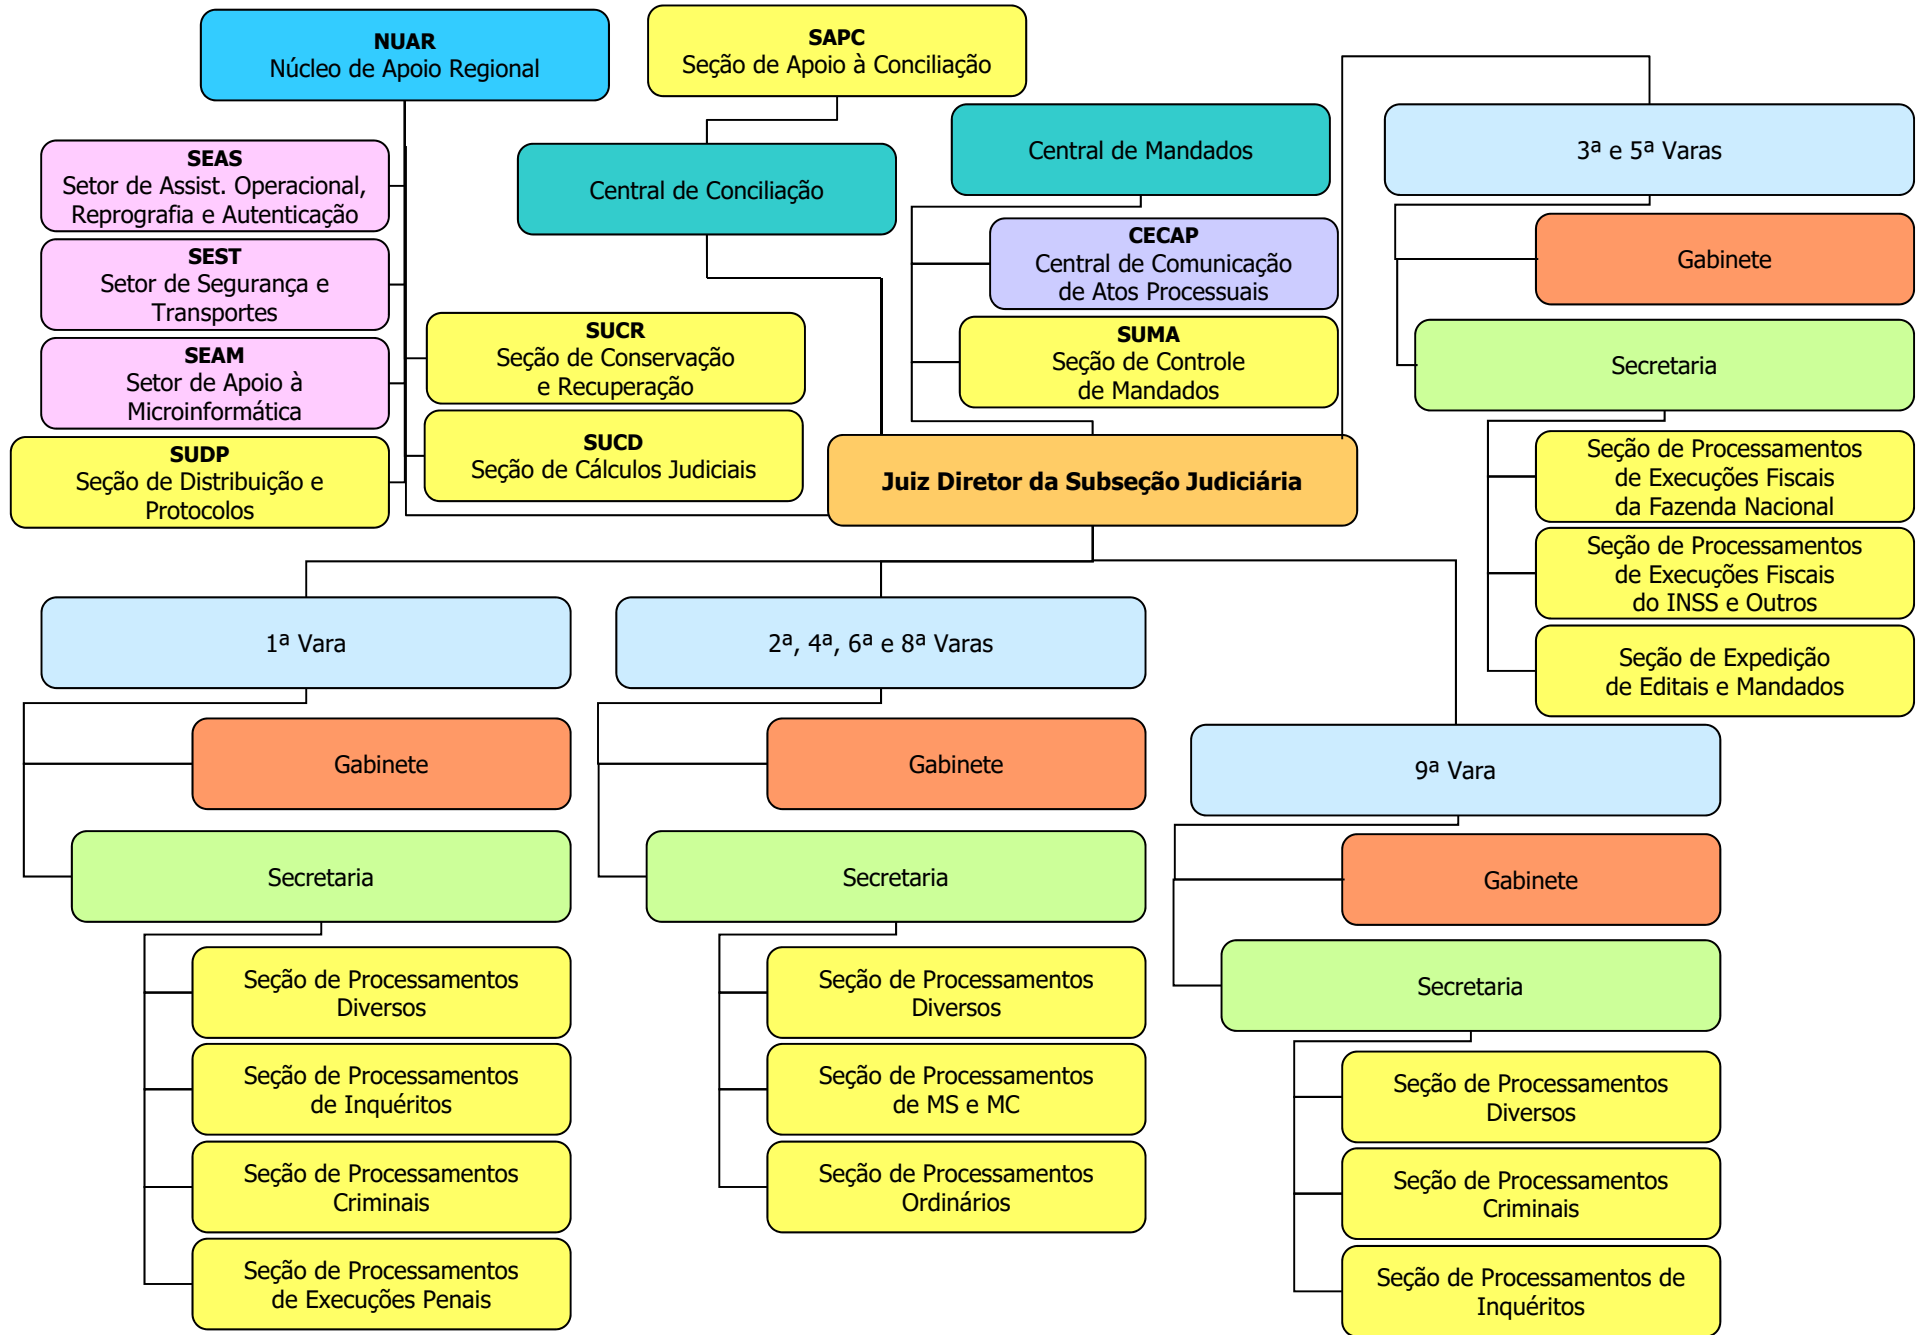 NUAR
Núcleo de Apoio Regional
SAPC
Seção de Apoio à Conciliação
Central de Mandados
3ª e 5ª Varas
SEAS
Setor de Assist. Operacional,
Reprografia e Autenticação
Central de Conciliação
CECAP
Central de Comunicação
de Atos Processuais
Gabinete
SEST
Setor de Segurança e
Transportes
SUCR
Seção de Conservação
e Recuperação
SUMA
Seção de Controle
de Mandados
Secretaria
SEAM
Setor de Apoio à
Microinformática
SUCD
Seção de Cálculos Judiciais
SUDP
Seção de Distribuição e
Protocolos
Juiz Diretor da Subseção Judiciária
Seção de Processamentos
de Execuções Fiscais
da Fazenda Nacional
Seção de Processamentos
de Execuções Fiscais
do INSS e Outros
Seção de Expedição
de Editais e Mandados
1ª Vara
Gabinete
Secretaria
Seção de Processamentos
Diversos
Seção de Processamentos
de Inquéritos
Seção de Processamentos
Criminais
Seção de Processamentos
de Execuções Penais
2ª, 4ª, 6ª e 8ª Varas
Gabinete
Secretaria
Seção de Processamentos
Diversos
Seção de Processamentos
de MS e MC
Seção de Processamentos
Ordinários
9ª Vara
Gabinete
Secretaria
Seção de Processamentos
Diversos
Seção de Processamentos
Criminais
Seção de Processamentos de
Inquéritos